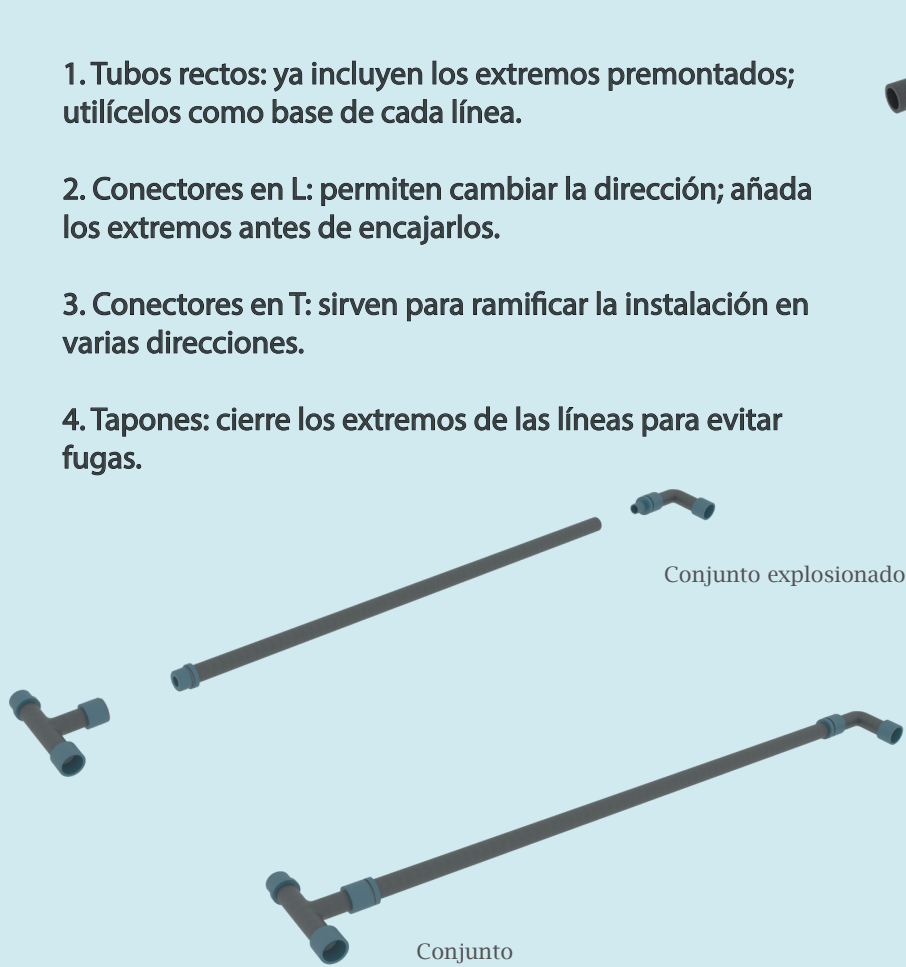 1. Tubos rectos: ya incluyen los extremos premontados;
utilícelos como base de cada línea.
2. Conectores en L: permiten cambiar la dirección; añada
los extremos antes de encajarlos.
3. Conectores en T: sirven para ramificar la instalación en
varias direcciones.
4. Tapones: cierre los extremos de las líneas para evitar
fugas.
Conjunto explosionado
Conjunto